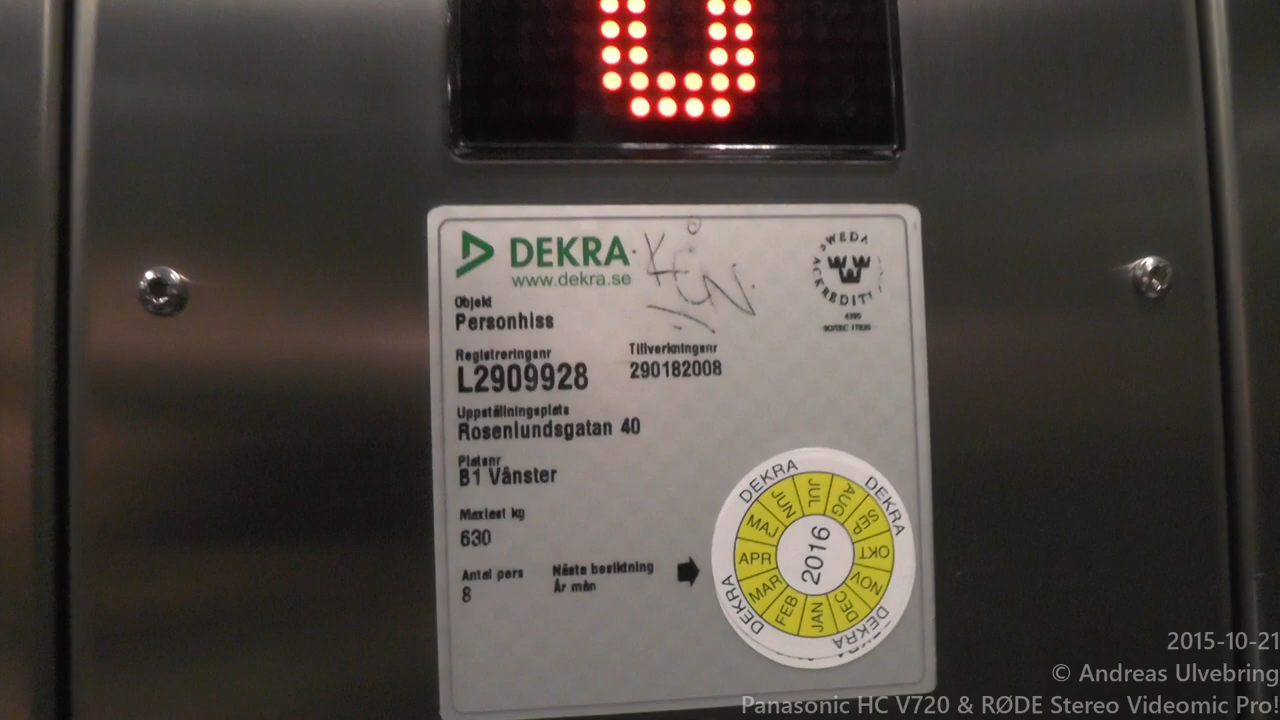 U
DEKRA
www.dekra.se
SWEDAC
ACKREDITERING
Objekt
Personhiss
Registreringsnr
L2909928
Tillverkningsnr
290182008
Uppställningsplats
Rosenlundsgatan 40
Platsnr
B1 Vänster
Maxlast kg
630
Antal pers
8
Nästa besiktning
År mån
DEKRA DEKRA DEKRA DEKRA
JAN FEB MAR APR MAJ JUN JUL AUG SEP OKT NOV DEC
2016
2015-10-21
© Andreas Ulvebring
Panasonic HC V720 & RØDE Stereo Videomic Pro!